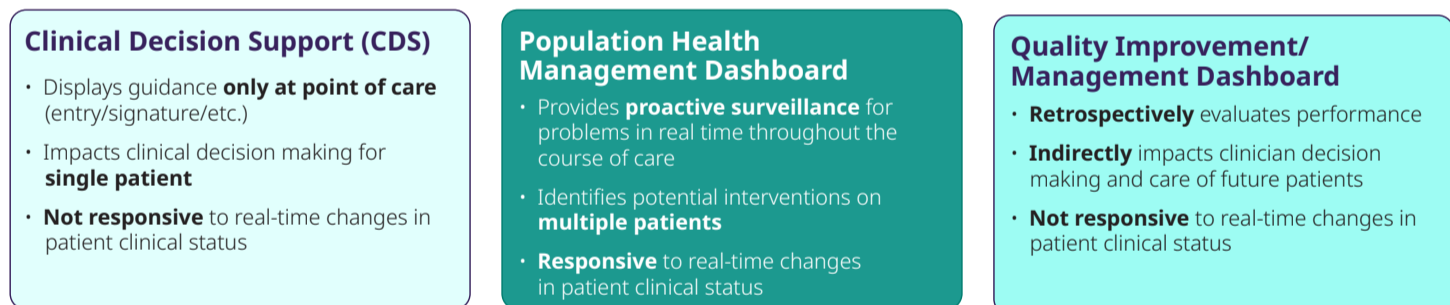 Clinical Decision Support (CDS)
• Displays guidance only at point of care
(entry/signature/etc.)
• Impacts clinical decision making for
single patient
• Not responsive to real-time changes in
patient clinical status
Population Health
Management Dashboard
• Provides proactive surveillance for
problems in real time throughout the
course of care
• Identifies potential interventions on
multiple patients
• Responsive to real-time changes
in patient clinical status
Quality Improvement/
Management Dashboard
• Retrospectively evaluates performance
• Indirectly impacts clinician decision
making and care of future patients
• Not responsive to real-time changes in
patient clinical status